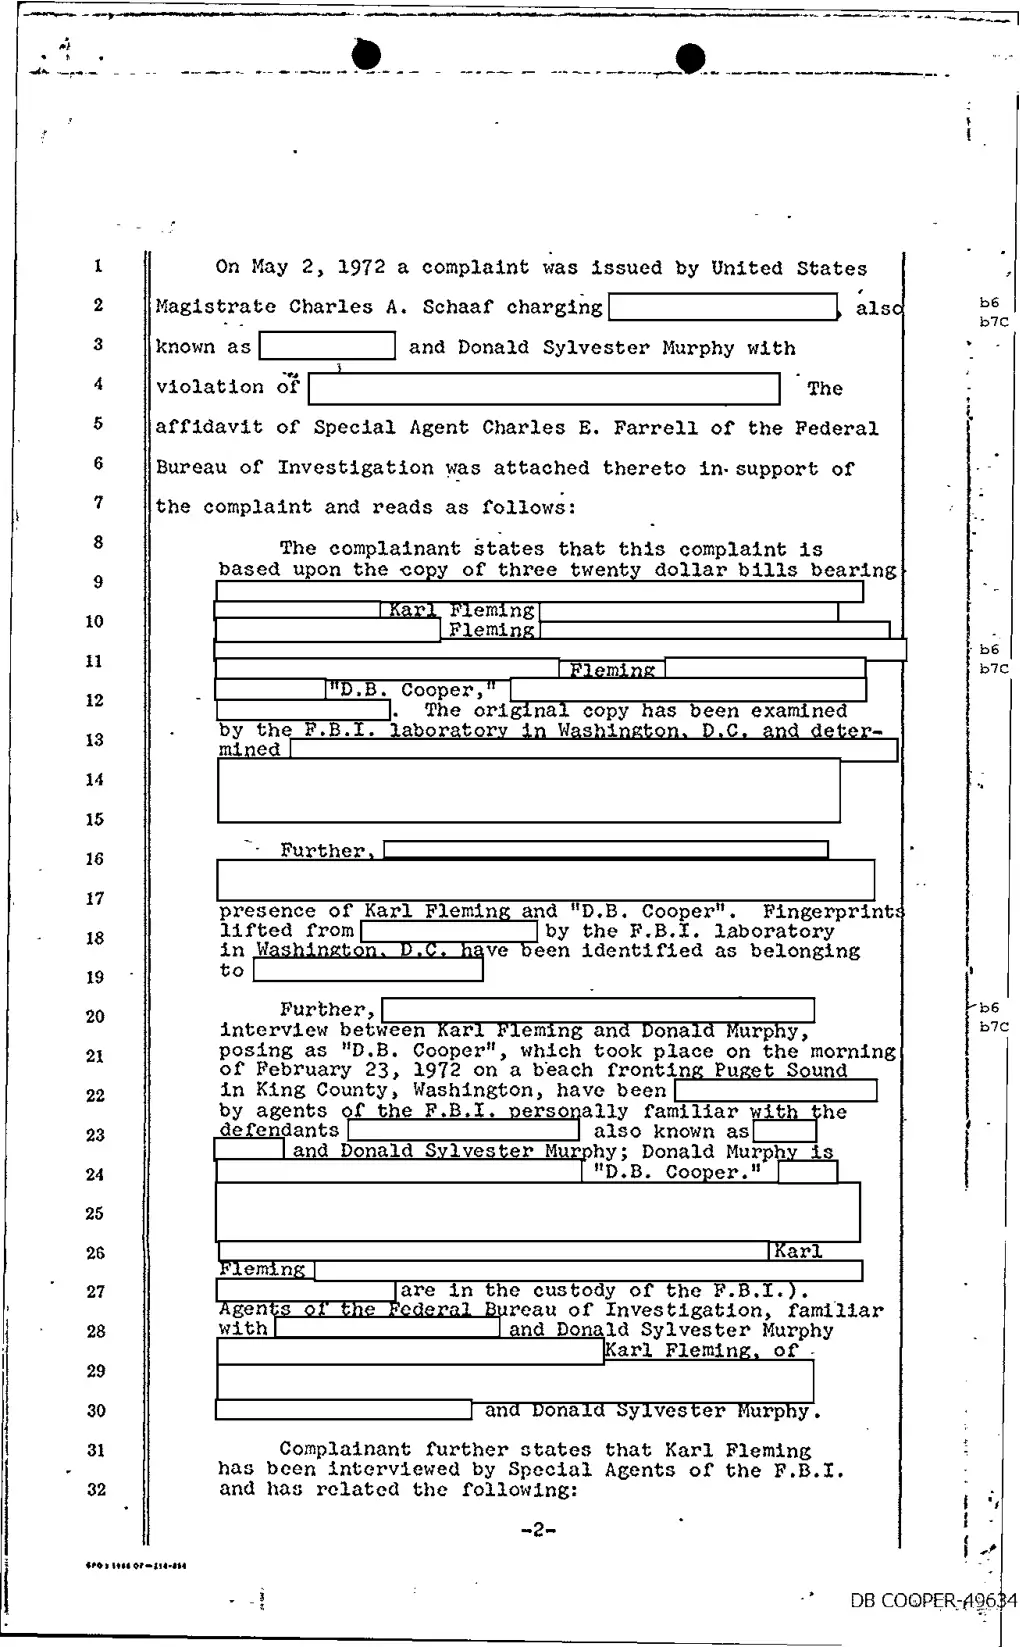 1 On May 2, 1972 a complaint was issued by United States
2 Magistrate Charles A. Schaaf charging , also
b6
b7C
3 known as and Donald Sylvester Murphy with
4 violation of The
5 affidavit of Special Agent Charles E. Farrell of the Federal
6 Bureau of Investigation was attached thereto in support of
7 the complaint and reads as follows:
8 The complainant states that this complaint is
based upon the copy of three twenty dollar bills bearing
9
Karl Fleming
10 Fleming
b6
11 Fleming
b7C
"D.B. Cooper,"
12 . The original copy has been examined
by the F.B.I. laboratory in Washington, D.C. and deter-
13 mined
14
15
16 Further,
17
presence of Karl Fleming and "D.B. Cooper". Fingerprints
18 lifted from by the F.B.I. laboratory
in Washington, D.C. have been identified as belonging
19 to
20 Further,
b6
interview between Karl Fleming and Donald Murphy,
b7C
21 posing as "D.B. Cooper", which took place on the morning
of February 23, 1972 on a beach fronting Puget Sound
22 in King County, Washington, have been
by agents of the F.B.I. personally familiar with the
23 defendants also known as
and Donald Sylvester Murphy; Donald Murphy is
24 "D.B. Cooper."
25
26 Karl
Fleming
27 are in the custody of the F.B.I.).
Agents of the Federal Bureau of Investigation, familiar
28 with and Donald Sylvester Murphy
Karl Fleming, of
29
30 and Donald Sylvester Murphy.
31 Complainant further states that Karl Fleming
has been interviewed by Special Agents of the F.B.I.
32 and has related the following:
-2-
DB COOPER-49634